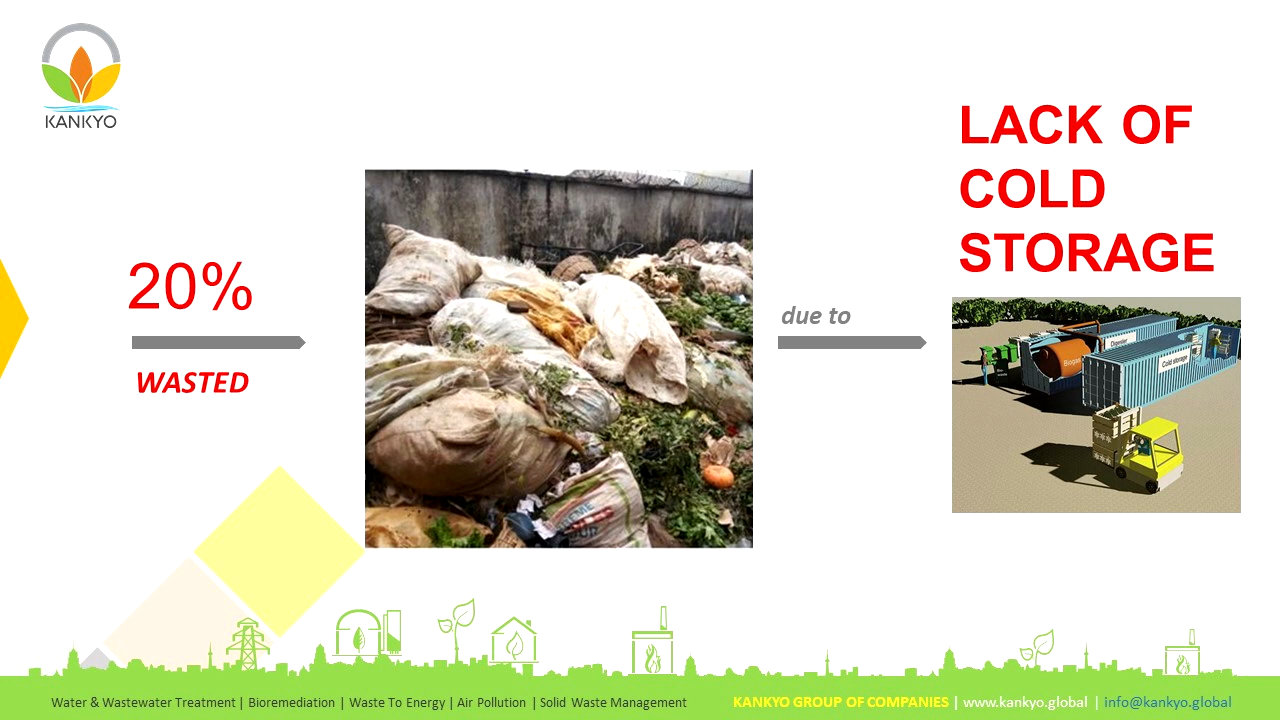 KANKYO
LACK OF
COLD
STORAGE
20%
WASTED
due to
Biogas
Digester
Cold storage
Water & Wastewater Treatment | Bioremediation | Waste To Energy | Air Pollution | Solid Waste Management
KANKYO GROUP OF COMPANIES | www.kankyo.global | info@kankyo.global